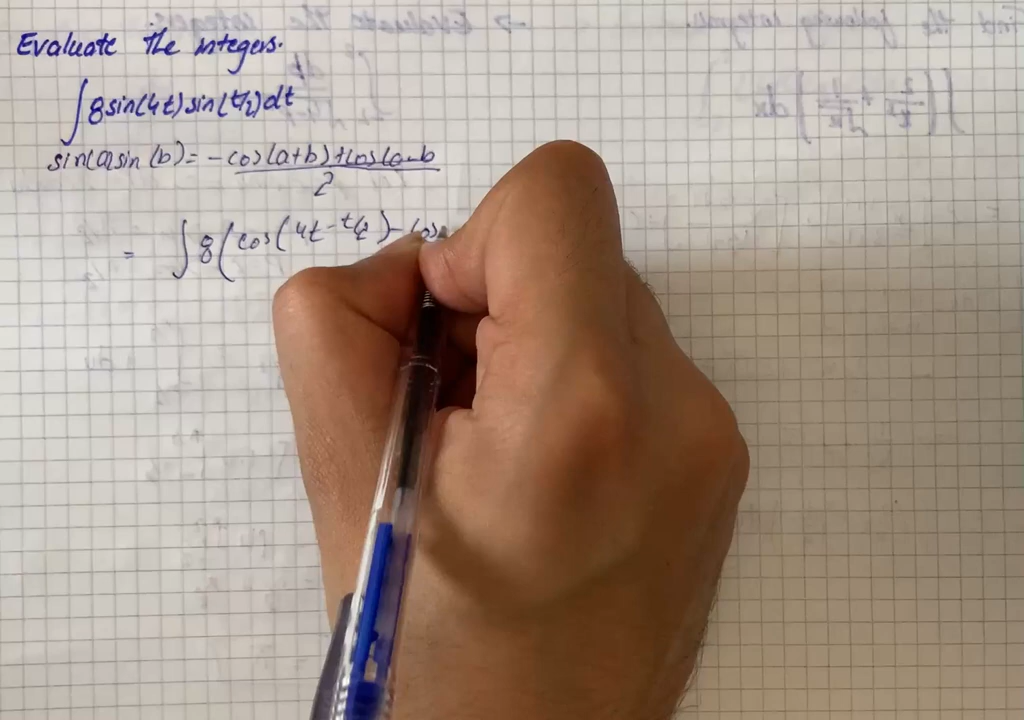 Evaluate the integers.
∫8sin(4t)sin(t/2)dt
sin(a)sin(b) = -cos(a+b)+cos(a-b
2
= ∫8(cos(4t-t/2)-cos